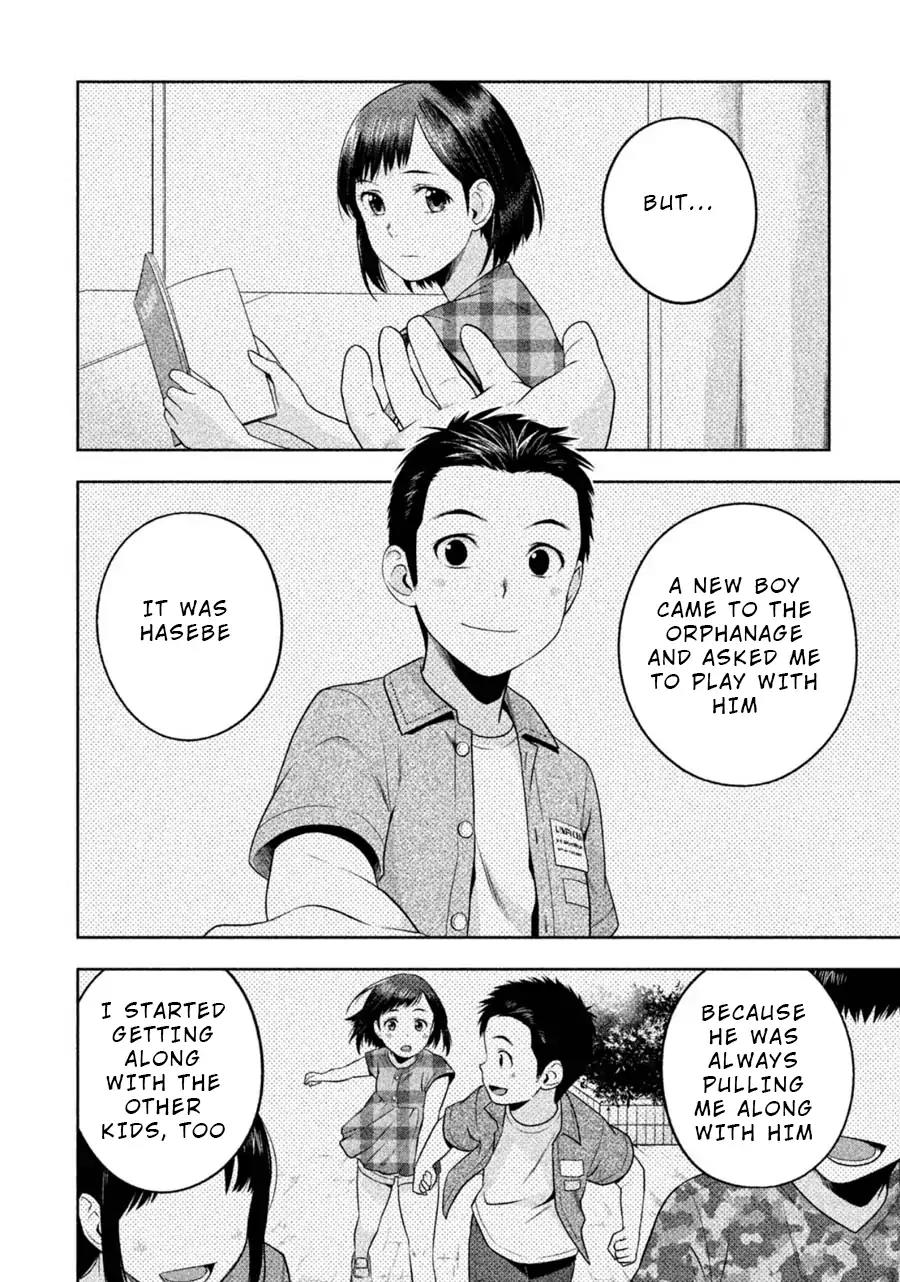 BUT...
A NEW BOY
CAME TO THE
ORPHANAGE
AND ASKED ME
TO PLAY WITH
HIM
IT WAS
HASEBE
BECAUSE
HE WAS
ALWAYS
PULLING
ME ALONG
WITH HIM
I STARTED
GETTING
ALONG
WITH THE
OTHER
KIDS, TOO